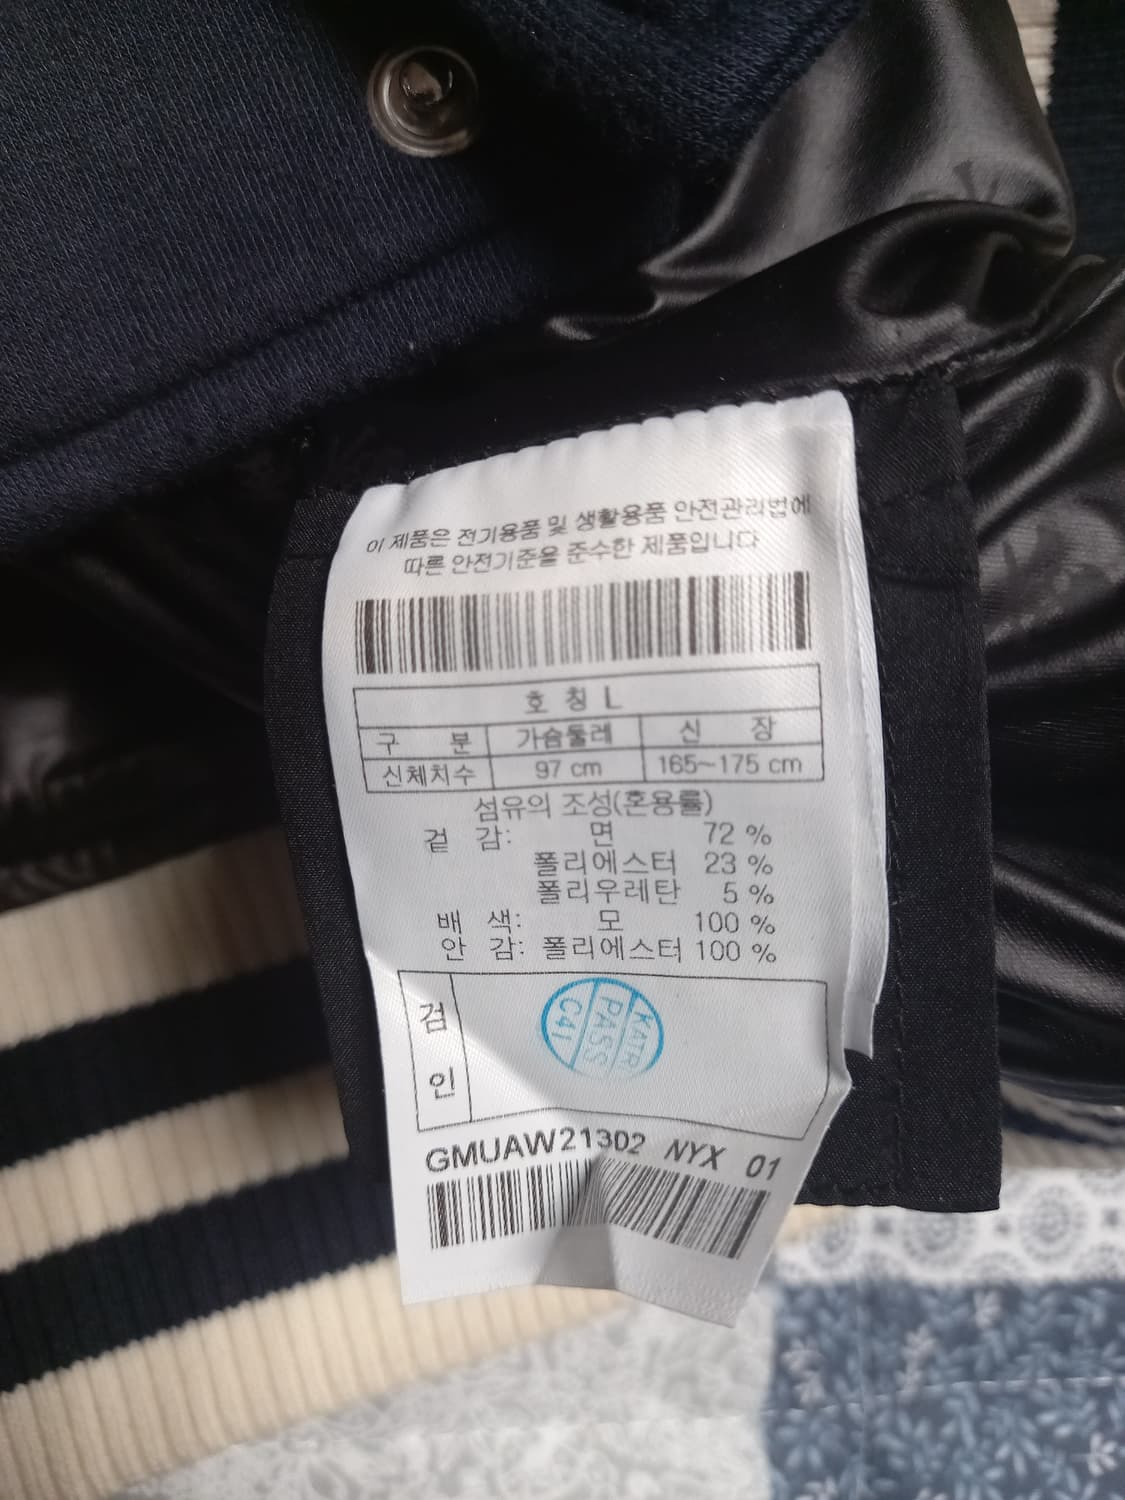 이 제품은 전기용품 및 생활용품 안전관리법에
따른 안전기준을 준수한 제품입니다
호 칭 L
구 분 가슴둘레 신 장
신체치수 97 cm 165~175 cm
섬유의 조성(혼용률)
겉 감: 면 72 %
폴리에스터 23 %
폴리우레탄 5 %
배 색: 모 100 %
안 감: 폴리에스터 100 %
검
인
KATRI
PASS
C41
GMUAW21302 NYX 01